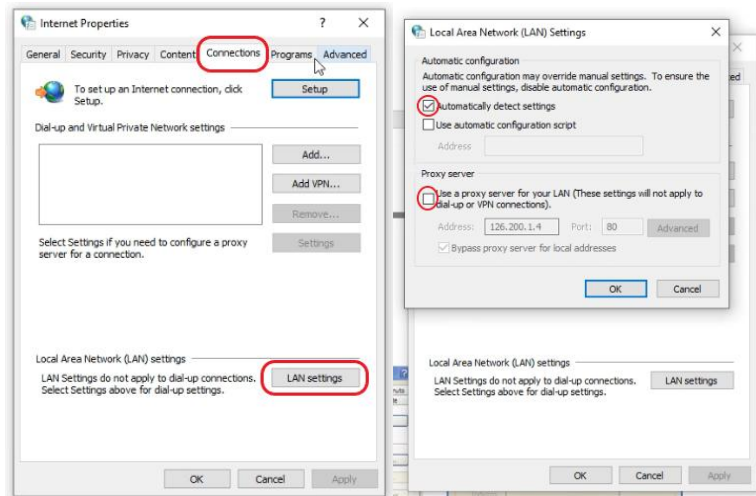 Internet Properties
General Security Privacy Content Connections Programs Advanced
To set up an Internet connection, click
Setup.
Setup
Dial-up and Virtual Private Network settings
Add...
Add VPN...
Remove...
Select Settings if you need to configure a proxy
server for a connection.
Settings
Local Area Network (LAN) settings
LAN Settings do not apply to dial-up connections.
Select Settings above for dial-up settings.
LAN settings
OK Cancel Apply
Local Area Network (LAN) Settings
Automatic configuration
Automatic configuration may override manual settings. To ensure the
use of manual settings, disable automatic configuration.
Automatically detect settings
Use automatic configuration script
Address
Proxy server
Use a proxy server for your LAN (These settings will not apply to
dial-up or VPN connections).
Address: 126.200.1.4 Port: 80 Advanced
Bypass proxy server for local addresses
OK Cancel
Local Area Network (LAN) settings
LAN Settings do not apply to dial-up connections.
Select Settings above for dial-up settings.
LAN settings
OK Cancel Apply